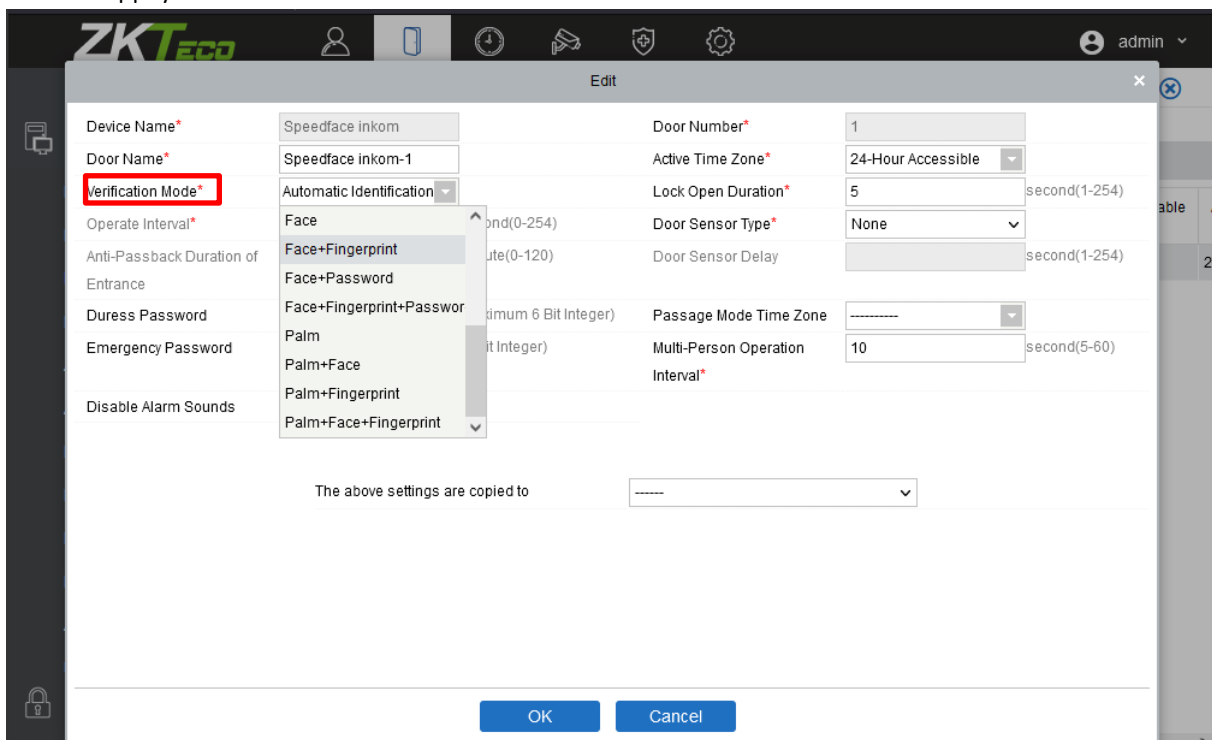 ZKTeco
admin
Edit
Device Name* Speedface inkom Door Number* 1
Door Name* Speedface inkom-1 Active Time Zone* 24-Hour Accessible
Verification Mode* Automatic Identification Lock Open Duration* 5 second(1-254)
able
Operate Interval* Face ond(0-254) Door Sensor Type* None
Anti-Passback Duration of Face+Fingerprint ute(0-120) Door Sensor Delay second(1-254)
2
Entrance Face+Password
Duress Password Face+Fingerprint+Passwor ximum 6 Bit Integer) Passage Mode Time Zone ----------
Palm
Emergency Password it Integer) Multi-Person Operation 10 second(5-60)
Palm+Face Interval*
Palm+Fingerprint
Disable Alarm Sounds
Palm+Face+Fingerprint
The above settings are copied to ------
OK Cancel